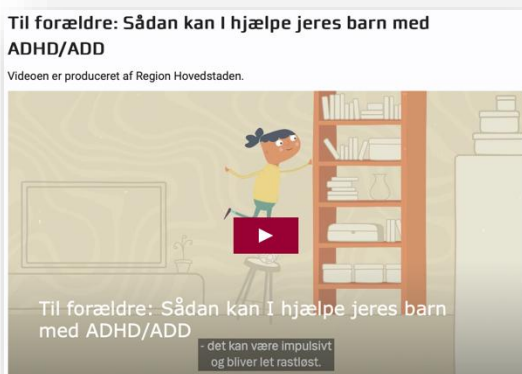 Til forældre: Sådan kan I hjælpe jeres barn med
ADHD/ADD
Videoen er produceret af Region Hovedstaden.
Til forældre: Sådan kan I hjælpe jeres barn
med ADHD/ADD
- det kan være impulsivt
og bliver let rastløst.